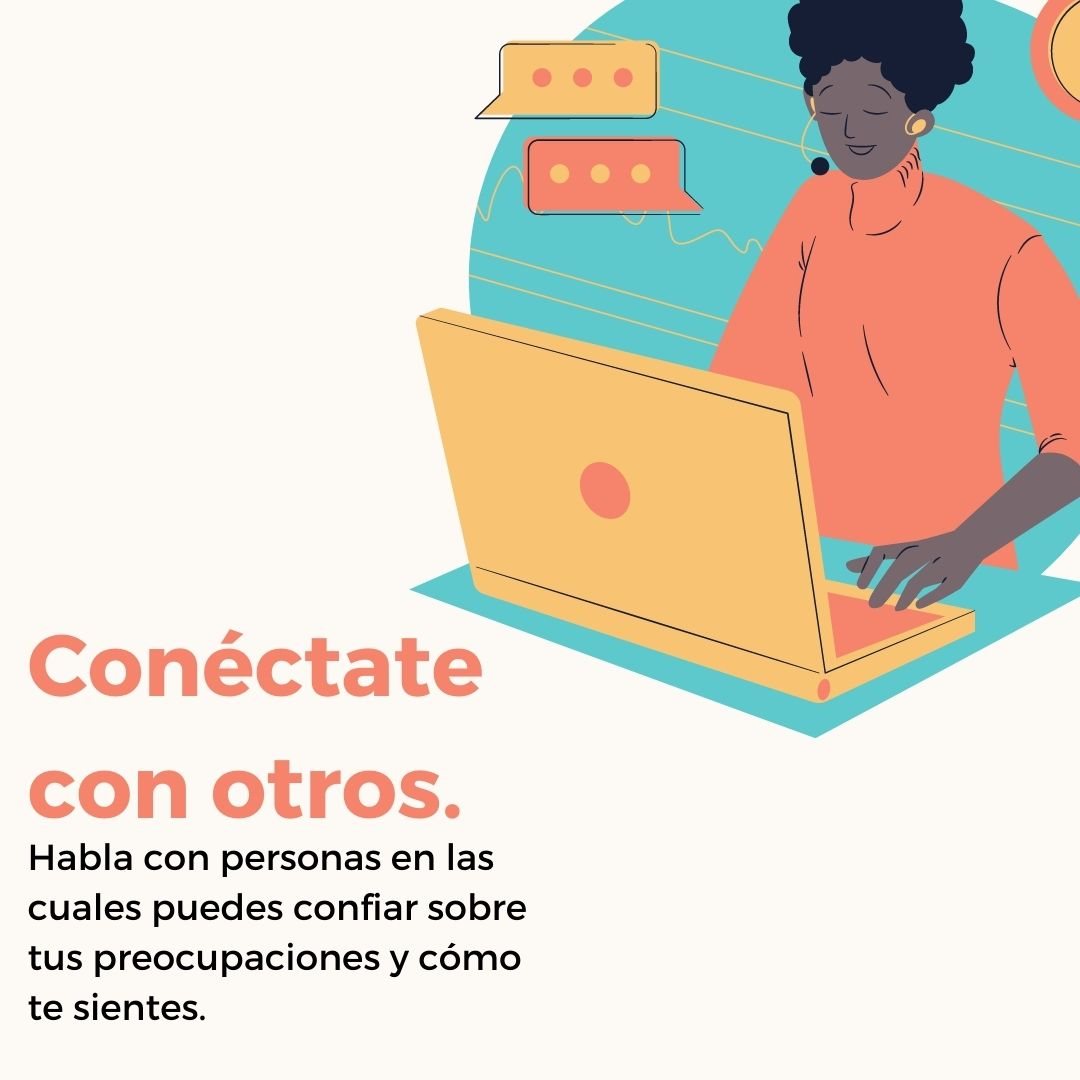 Conéctate
con otros.
Habla con personas en las
cuales puedes confiar sobre
tus preocupaciones y cómo
te sientes.